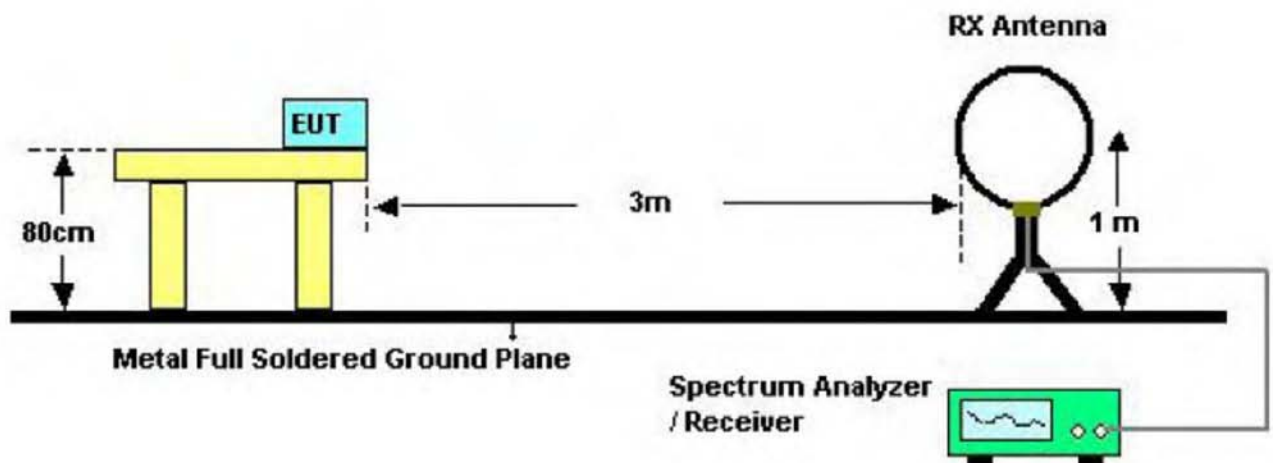 RX Antenna
EUT
3m
80cm
1 m
Metal Full Soldered Ground Plane
Spectrum Analyzer
/ Receiver